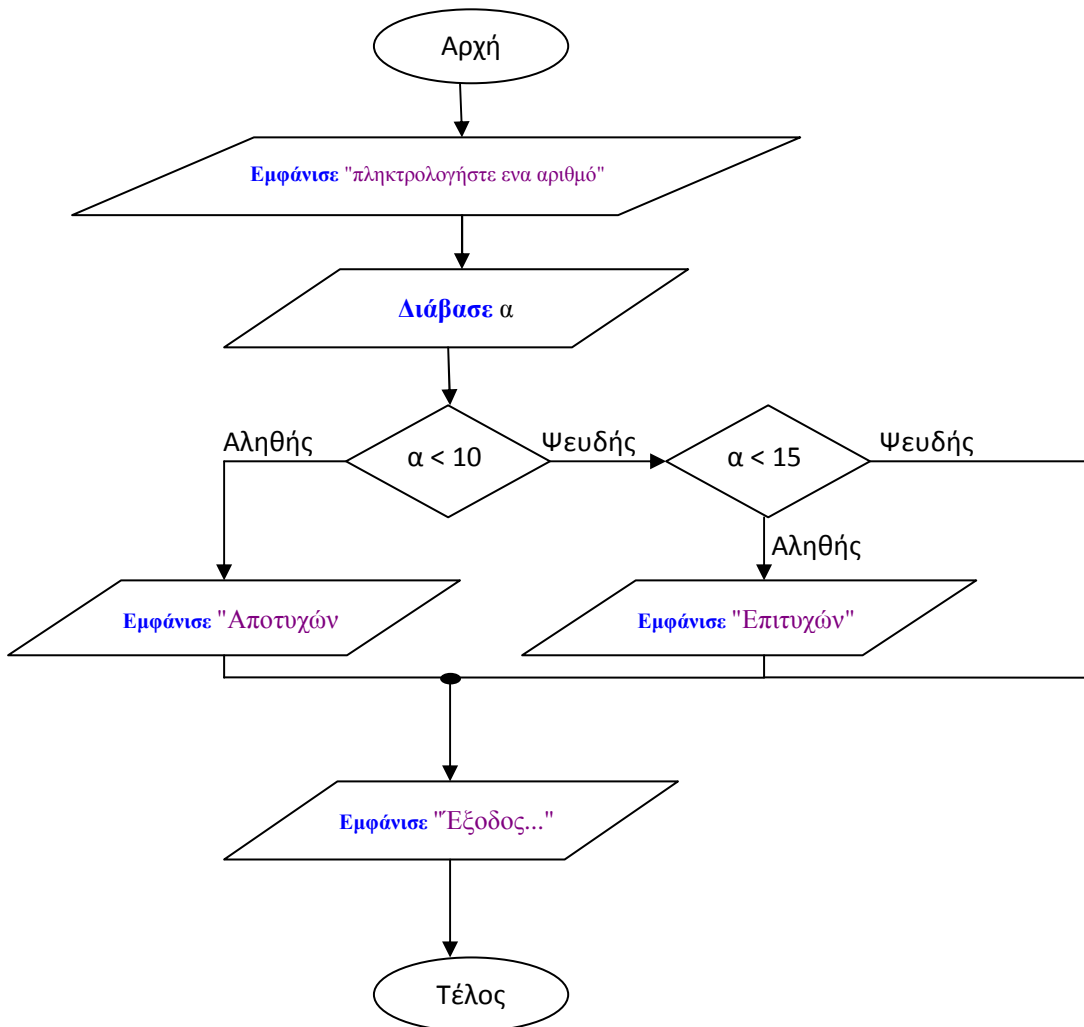 Αρχή
Εμφάνισε "πληκτρολογήστε ενα αριθμό"
Διάβασε α
Αληθής
α < 10
Ψευδής
α < 15
Ψευδής
Αληθής
Εμφάνισε "Αποτυχών
Εμφάνισε "Επιτυχών"
Εμφάνισε "Έξοδος..."
Τέλος